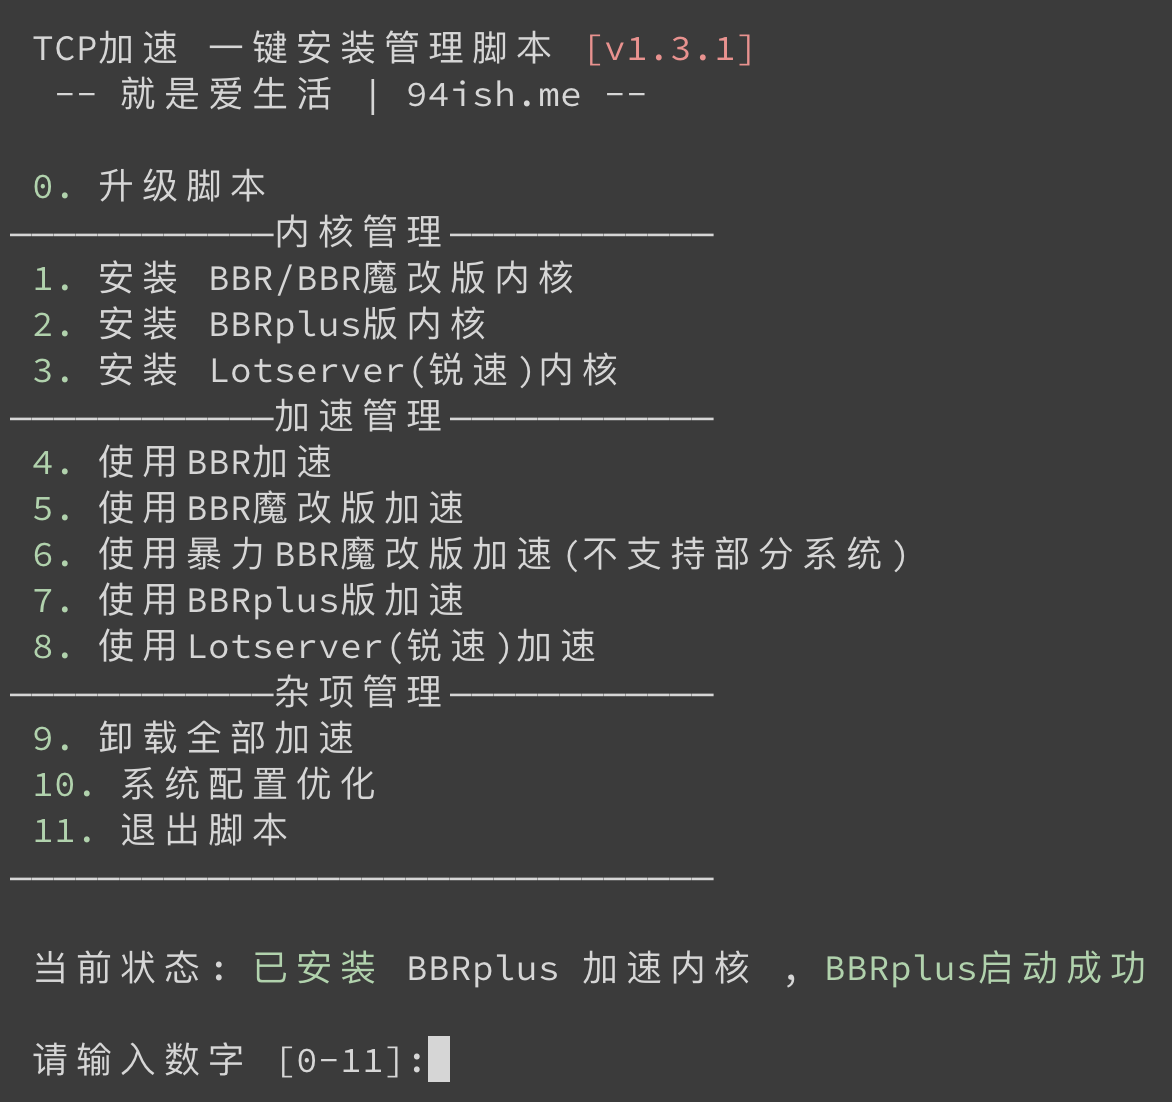 TCP加速 一键安装管理脚本 [v1.3.1]
-- 就是爱生活 | 94ish.me --
0. 升级脚本
————————————内核管理————————————
1. 安装 BBR/BBR魔改版内核
2. 安装 BBRplus版内核
3. 安装 Lotserver(锐速)内核
————————————加速管理————————————
4. 使用BBR加速
5. 使用BBR魔改版加速
6. 使用暴力BBR魔改版加速(不支持部分系统)
7. 使用BBRplus版加速
8. 使用Lotserver(锐速)加速
————————————杂项管理————————————
9. 卸载全部加速
10. 系统配置优化
11. 退出脚本
————————————————————————————————
当前状态: 已安装 BBRplus 加速内核 , BBRplus启动成功
请输入数字 [0-11]: